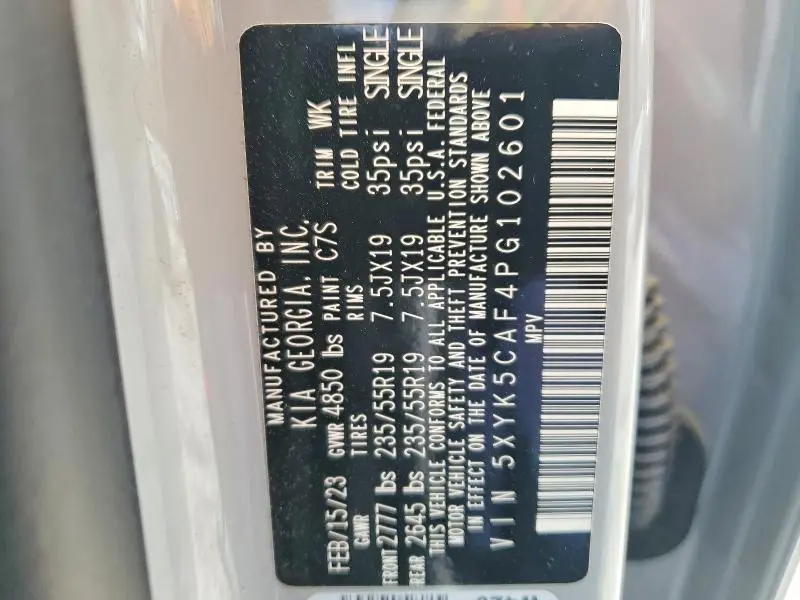 MANUFACTURED BY
KIA GEORGIA, INC.
FEB/15/23 GVWR 4850 lbs PAINT C7S TRIM WK
GAWR TIRES RIMS COLD TIRE INFL
FRONT 2777 lbs 235/55R19 7.5JX19 35psi SINGLE
REAR 2645 lbs 235/55R19 7.5JX19 35psi SINGLE
THIS VEHICLE CONFORMS TO ALL APPLICABLE U.S.A. FEDERAL
MOTOR VEHICLE SAFETY AND THEFT PREVENTION STANDARDS
IN EFFECT ON THE DATE OF MANUFACTURE SHOWN ABOVE
VIN 5XYK5CAF4PG102601
MPV